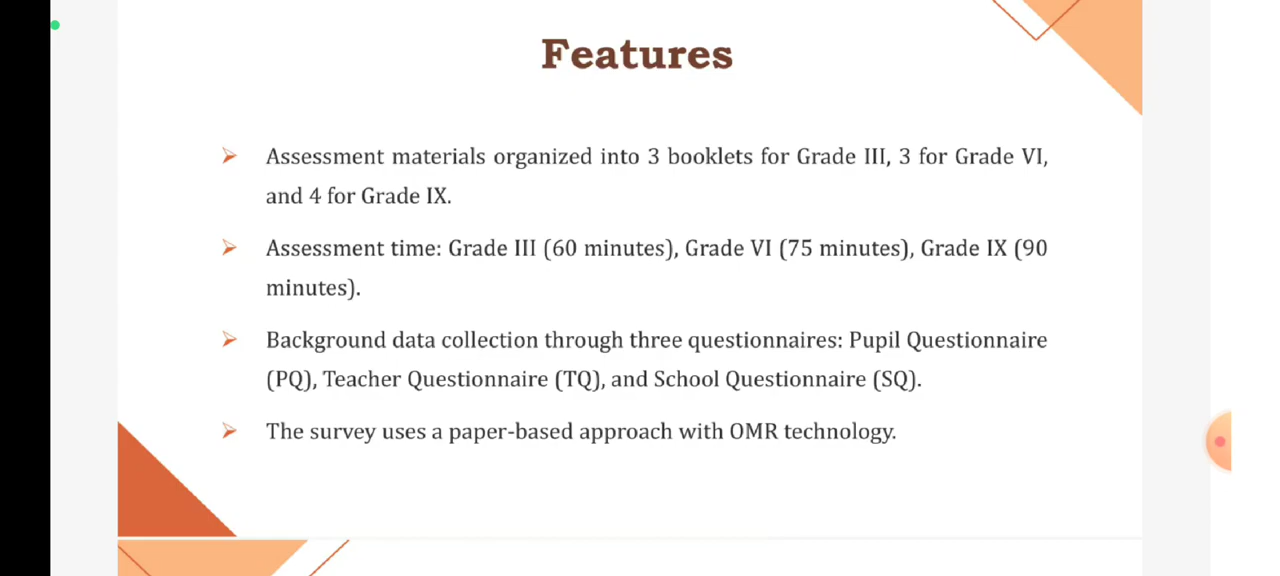 Features
Assessment materials organized into 3 booklets for Grade III, 3 for Grade VI,
and 4 for Grade IX.
Assessment time: Grade III (60 minutes), Grade VI (75 minutes), Grade IX (90
minutes).
Background data collection through three questionnaires: Pupil Questionnaire
(PQ), Teacher Questionnaire (TQ), and School Questionnaire (SQ).
The survey uses a paper-based approach with OMR technology.